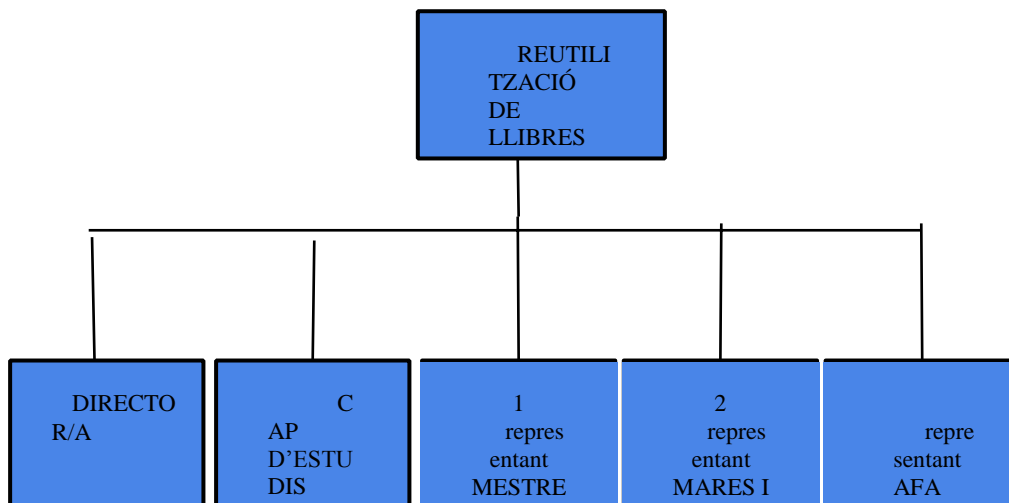 REUTILI
TZACIÓ
DE
LLIBRES
DIRECTO
R/A
C
AP
D’ESTU
DIS
1
repres
entant
MESTRE
2
repres
entant
MARES I
repre
sentant
AFA